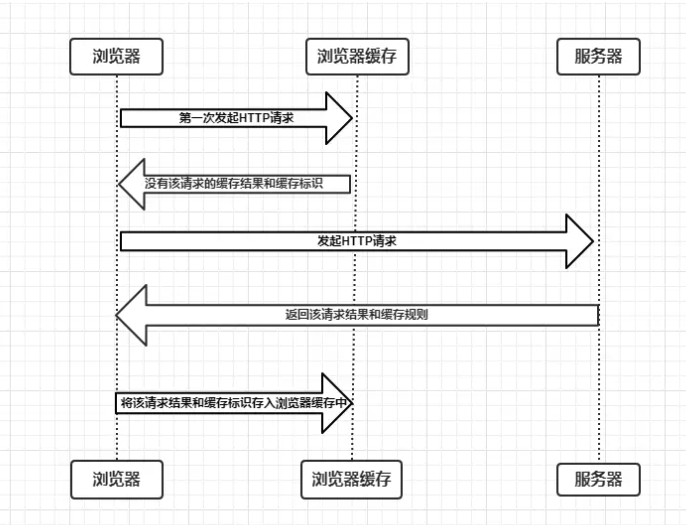 浏览器
浏览器缓存
服务器
第一次发起HTTP请求
没有该请求的缓存结果和缓存标识
发起HTTP请求
返回该请求结果和缓存规则
将该请求结果和缓存标识存入浏览器缓存中
浏览器
浏览器缓存
服务器